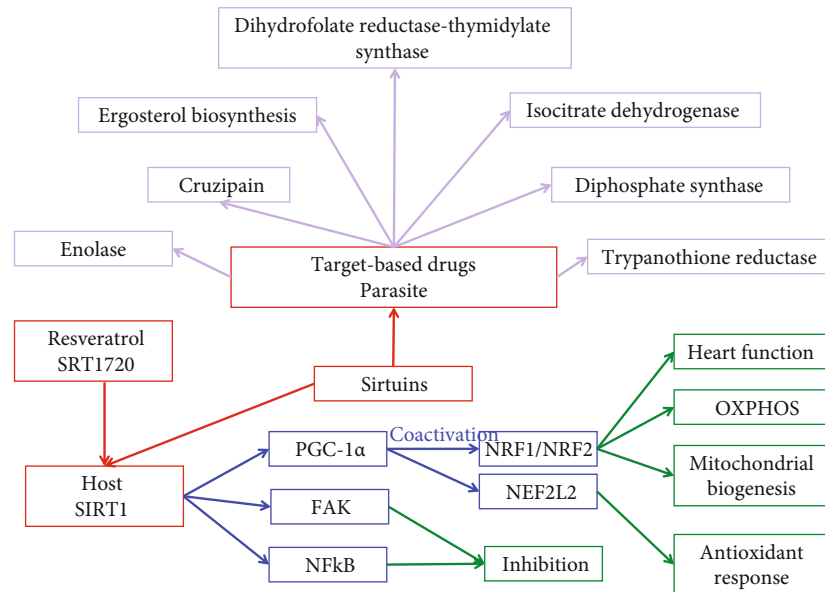 Dihydrofolate reductase-thymidylate
synthase
Ergosterol biosynthesis
Isocitrate dehydrogenase
Cruzipain
Diphosphate synthase
Enolase
Target-based drugs
Parasite
Trypanothione reductase
Resveratrol
SRT1720
Sirtuins
Heart function
OXPHOS
Coactivation
PGC-1α
NRF1/NRF2
Mitochondrial
biogenesis
Host
SIRT1
FAK
NEF2L2
NFkB
Inhibition
Antioxidant
response